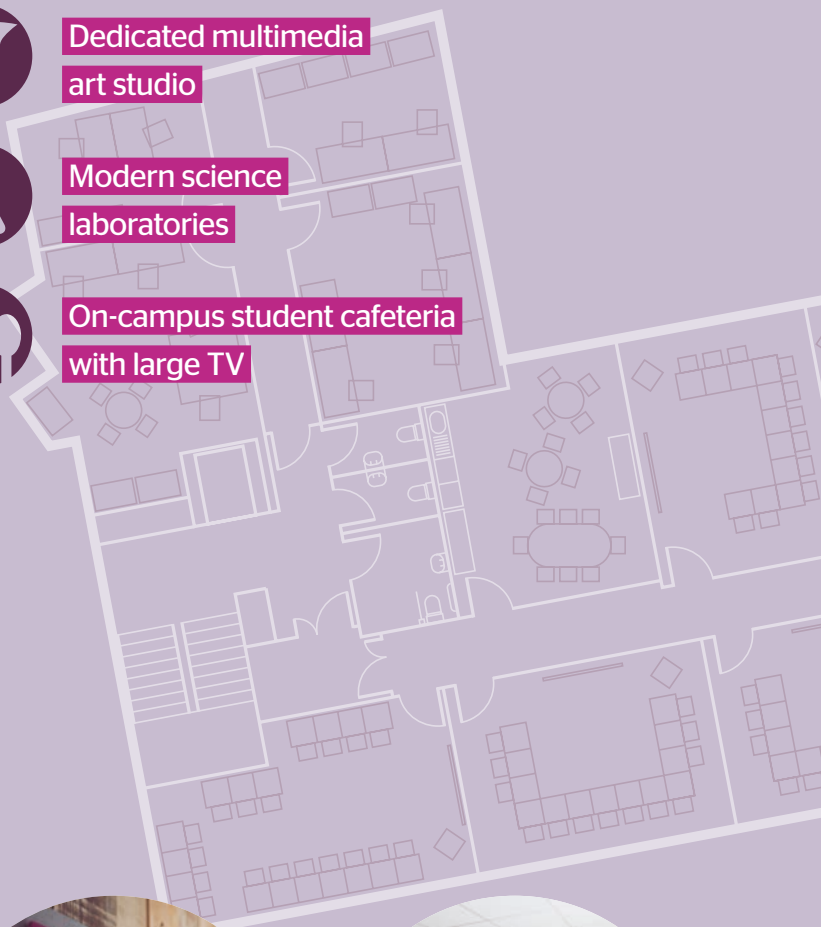 Dedicated multimedia
art studio
Modern science
laboratories
On-campus student cafeteria
with large TV